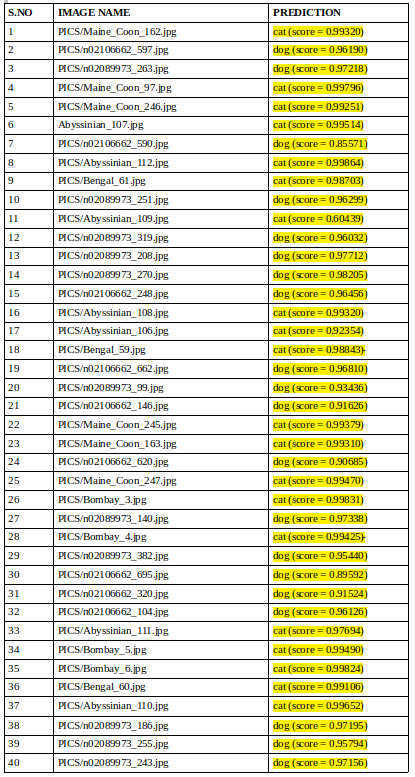 S.NO IMAGE NAME PREDICTION
1 PICS/Maine_Coon_162.jpg cat (score = 0.99320)
2 PICS/n02106662_597.jpg dog (score = 0.96190)
3 PICS/n02089973_263.jpg dog (score = 0.97218)
4 PICS/Maine_Coon_97.jpg cat (score = 0.99796)
5 PICS/Maine_Coon_246.jpg cat (score = 0.99251)
6 Abyssinian_107.jpg cat (score = 0.99514)
7 PICS/n02106662_590.jpg dog (score = 0.85571)
8 PICS/Abyssinian_112.jpg cat (score = 0.99864)
9 PICS/Bengal_61.jpg cat (score = 0.98703)
10 PICS/n02089973_251.jpg dog (score = 0.96299)
11 PICS/Abyssinian_109.jpg cat (score = 0.60439)
12 PICS/n02089973_319.jpg dog (score = 0.96032)
13 PICS/n02089973_208.jpg dog (score = 0.97712)
14 PICS/n02089973_270.jpg dog (score = 0.98205)
15 PICS/n02106662_248.jpg dog (score = 0.96456)
16 PICS/Abyssinian_108.jpg cat (score = 0.99320)
17 PICS/Abyssinian_106.jpg cat (score = 0.92354)
18 PICS/Bengal_59.jpg cat (score = 0.98843)-
19 PICS/n02106662_662.jpg dog (score = 0.96810)
20 PICS/n02089973_99.jpg dog (score = 0.93436)
21 PICS/n02106662_146.jpg dog (score = 0.91626)
22 PICS/Maine_Coon_245.jpg cat (score = 0.99379)
23 PICS/Maine_Coon_163.jpg cat (score = 0.99310)
24 PICS/n02106662_620.jpg dog (score = 0.90685)
25 PICS/Maine_Coon_247.jpg cat (score = 0.99470)
26 PICS/Bombay_3.jpg cat (score = 0.99831)
27 PICS/n02089973_140.jpg dog (score = 0.97338)
28 PICS/Bombay_4.jpg cat (score = 0.99425)-
29 PICS/n02089973_382.jpg dog (score = 0.95440)
30 PICS/n02106662_695.jpg dog (score = 0.89592)
31 PICS/n02106662_320.jpg dog (score = 0.91524)
32 PICS/n02106662_104.jpg dog (score = 0.96126)
33 PICS/Abyssinian_111.jpg cat (score = 0.97694)
34 PICS/Bombay_5.jpg cat (score = 0.99490)
35 PICS/Bombay_6.jpg cat (score = 0.99824)
36 PICS/Bengal_60.jpg cat (score = 0.99106)
37 PICS/Abyssinian_110.jpg cat (score = 0.99652)
38 PICS/n02089973_186.jpg dog (score = 0.97195)
39 PICS/n02089973_255.jpg dog (score = 0.95794)
40 PICS/n02089973_243.jpg dog (score = 0.97156)